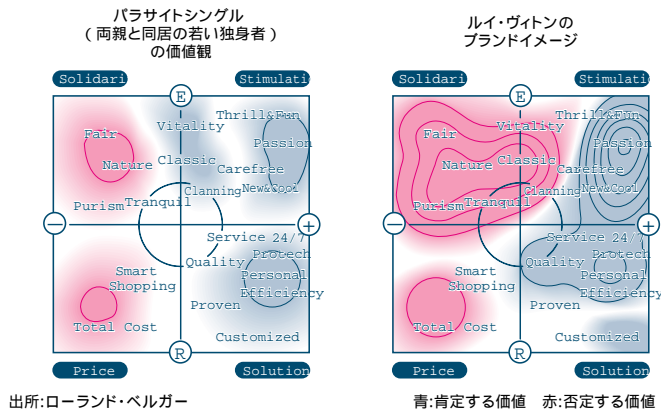 パラサイトシングル
(両親と同居の若い独身者)
の価値観
Solidari
Stimulati
E
Thrill&Fun
Vitality
Fair
Passion
Classic
Nature
Carefree
Clanning
New&Cool
Purism
Tranquil
−
+
Service 24/7
Protech
Quality
Smart
Shopping
Personal
Efficiency
Proven
Total Cost
Customized
R
Price
Solution
ルイ・ヴィトンの
ブランドイメージ
Solidari
Stimulati
E
Thrill&Fun
Vitality
Fair
Passion
Classic
Nature
Carefree
Clanning
New&Cool
Purism
Tranquil
−
+
Service 24/7
Protech
Quality
Smart
Shopping
Personal
Efficiency
Proven
Total Cost
Customized
R
Price
Solution
出所:ローランド・ベルガー
青:肯定する価値 赤:否定する価値